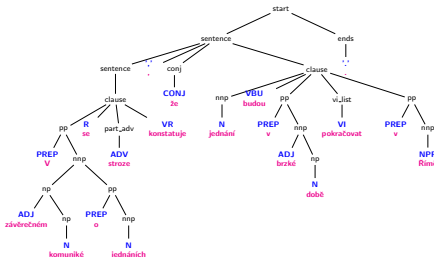 start
sentence ends
sentence ',' conj clause '.'
, CONJ .
že
clause nnp VBU pp vi_list pp
budou
pp R part_adv VR N PREP nnp VI PREP nnp
se konstatuje jednání v pokračovat v
PREP nnp ADV ADJ np NPR
V stroze brzké
np pp N
době
ADJ np PREP nnp
závěrečném o
N N
komuniké jednáních